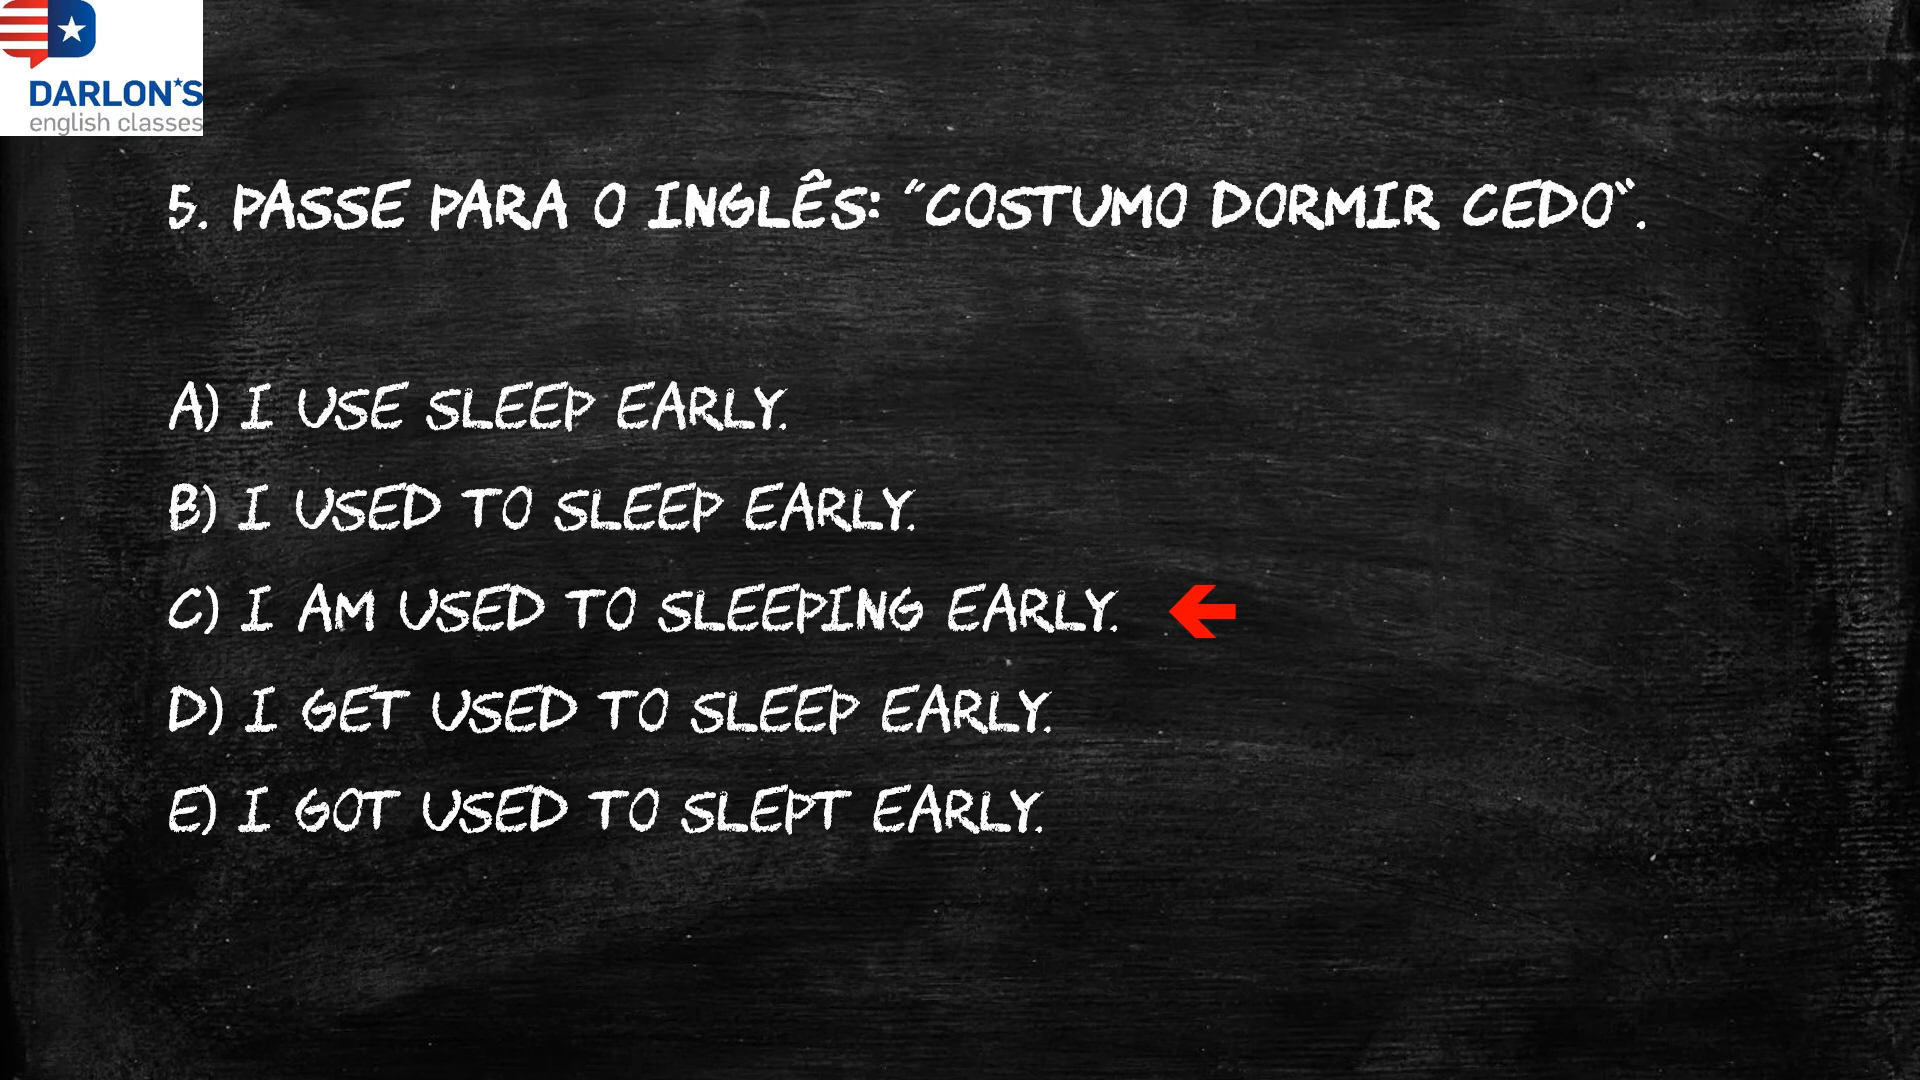 DARLON'S
english classes
5. PASSE PARA O INGLÊS: "COSTUMO DORMIR CEDO".
A) I USE SLEEP EARLY.
B) I USED TO SLEEP EARLY.
C) I AM USED TO SLEEPING EARLY.
D) I GET USED TO SLEEP EARLY.
E) I GOT USED TO SLEPT EARLY.